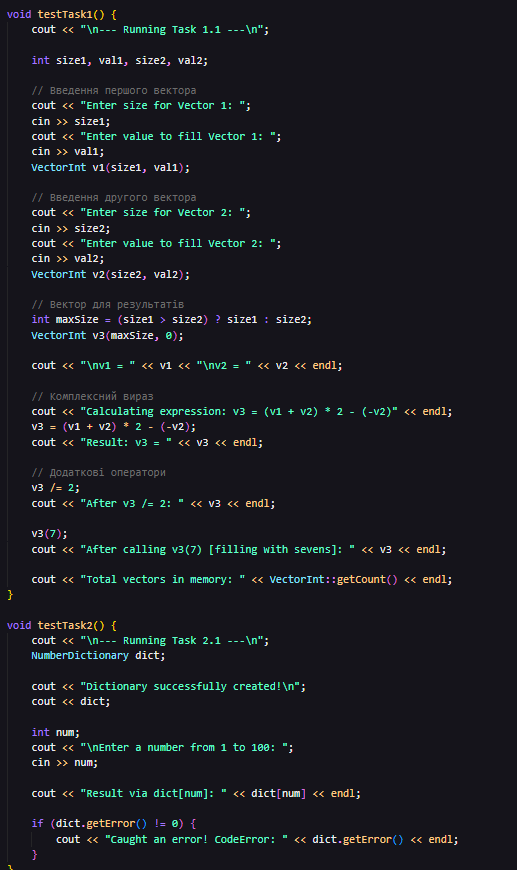 void testTask1() {
    cout << "\n--- Running Task 1.1 ---\n";
    int size1, val1, size2, val2;
    // Введення першого вектора
    cout << "Enter size for Vector 1: ";
    cin >> size1;
    cout << "Enter value to fill Vector 1: ";
    cin >> val1;
    VectorInt v1(size1, val1);
    // Введення другого вектора
    cout << "Enter size for Vector 2: ";
    cin >> size2;
    cout << "Enter value to fill Vector 2: ";
    cin >> val2;
    VectorInt v2(size2, val2);
    // Вектор для результатів
    int maxSize = (size1 > size2) ? size1 : size2;
    VectorInt v3(maxSize, 0);
    cout << "\nv1 = " << v1 << "\nv2 = " << v2 << endl;
    // Комплексний вираз
    cout << "Calculating expression: v3 = (v1 + v2) * 2 - (-v2)" << endl;
    v3 = (v1 + v2) * 2 - (-v2);
    cout << "Result: v3 = " << v3 << endl;
    // Додаткові оператори
    v3 /= 2;
    cout << "After v3 /= 2: " << v3 << endl;
    v3(7);
    cout << "After calling v3(7) [filling with sevens]: " << v3 << endl;
    cout << "Total vectors in memory: " << VectorInt::getCount() << endl;
}
void testTask2() {
    cout << "\n--- Running Task 2.1 ---\n";
    NumberDictionary dict;
    cout << "Dictionary successfully created!\n";
    cout << dict;
    int num;
    cout << "\nEnter a number from 1 to 100: ";
    cin >> num;
    cout << "Result via dict[num]: " << dict[num] << endl;
    if (dict.getError() != 0) {
        cout << "Caught an error! CodeError: " << dict.getError() << endl;
    }
}